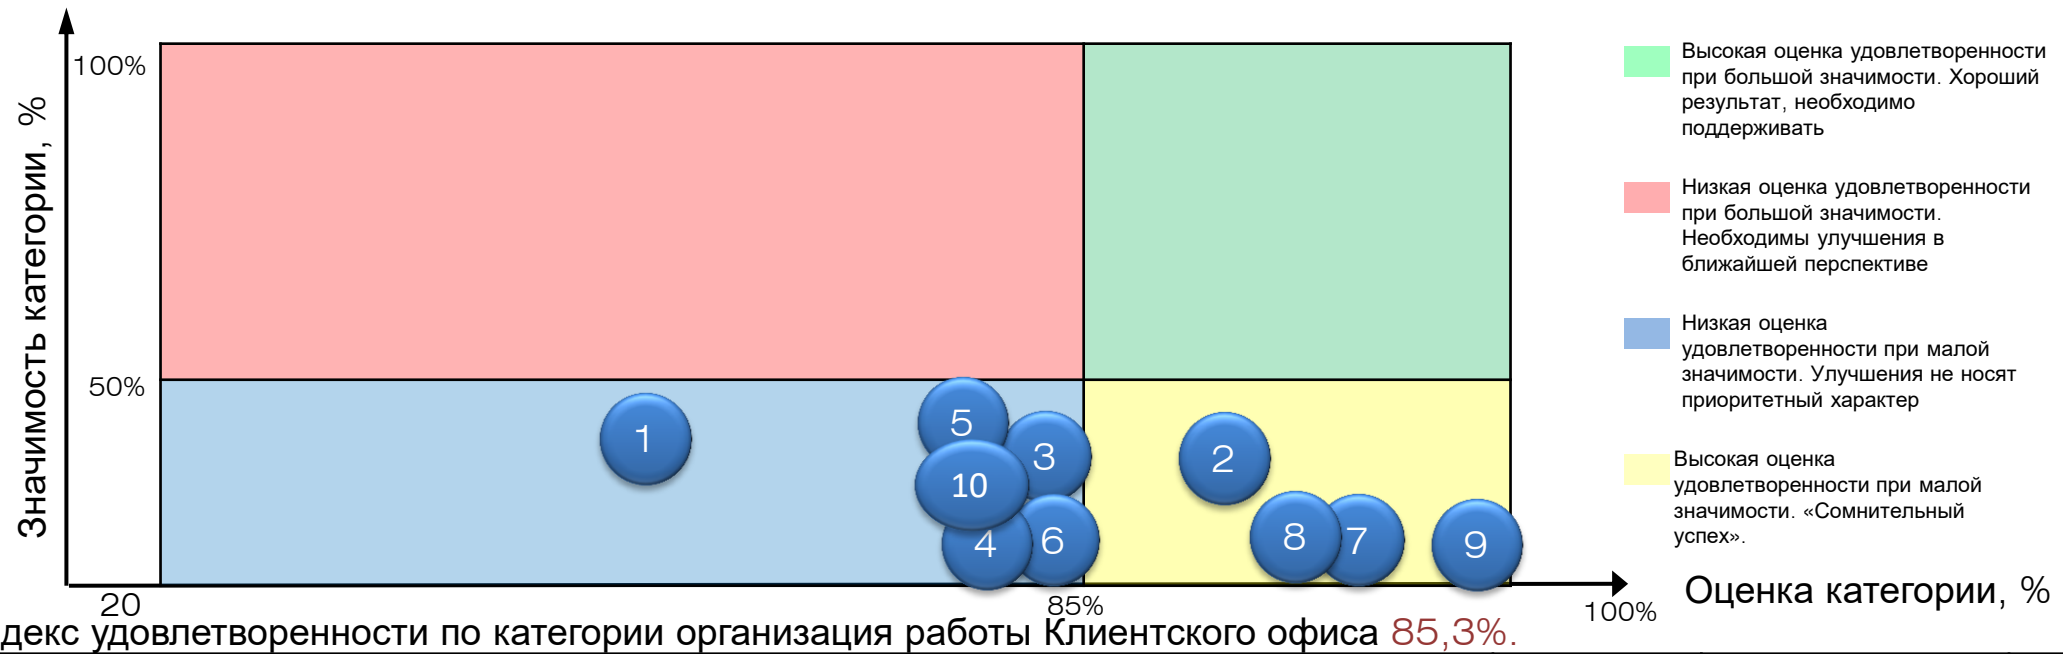 Значимость категории, %
100%
50%
1
5
3
10
4
6
2
8
7
9
20
85%
100%
Оценка категории, %
Высокая оценка удовлетворенности
при большой значимости. Хороший
результат, необходимо
поддерживать
Низкая оценка удовлетворенности
при большой значимости.
Необходимы улучшения в
ближайшей перспективе
Низкая оценка
удовлетворенности при малой
значимости. Улучшения не носят
приоритетный характер
Высокая оценка
удовлетворенности при малой
значимости. «Сомнительный
успех».
декс удовлетворенности по категории организация работы Клиентского офиса 85,3%.